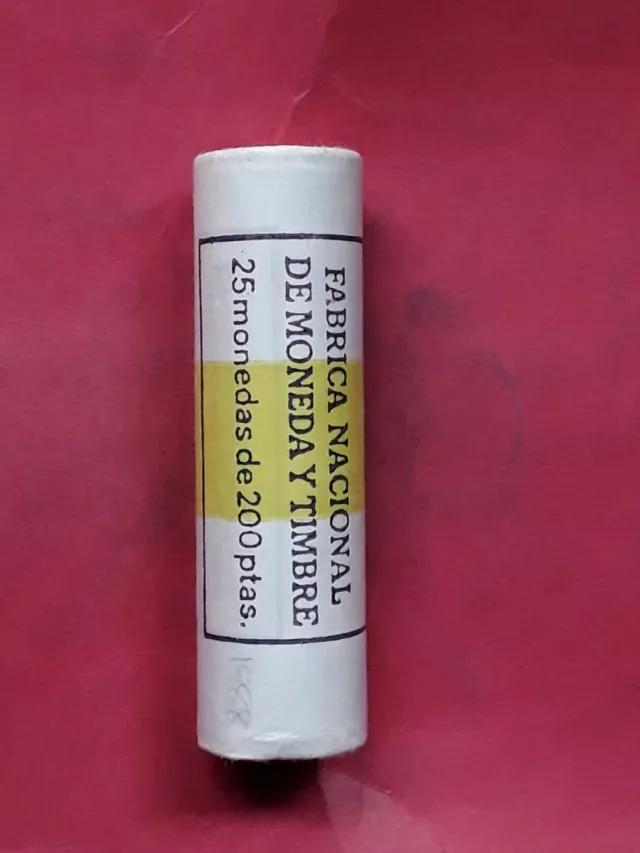 FABRICA NACIONAL
DE MONEDA Y TIMBRE
25 monedas de 200 ptas.
1988